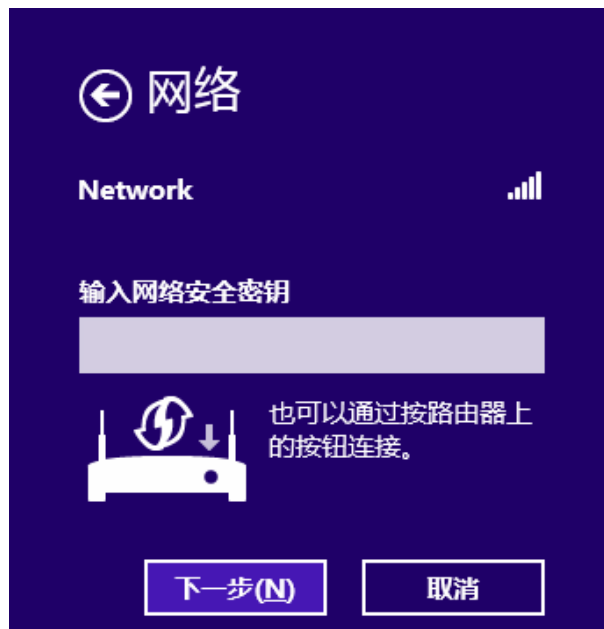 网络
Network
输入网络安全密钥
也可以通过按路由器上
的按钮连接。
下一步(N)
取消